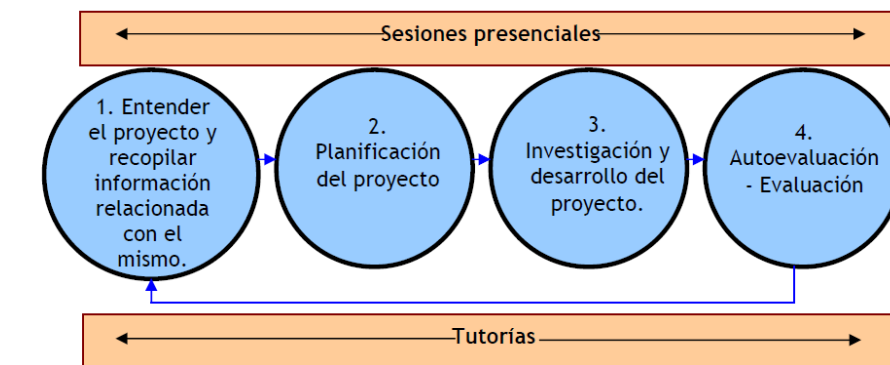 Sesiones presenciales
1. Entender
el proyecto y
recopilar
información
relacionada
con el
mismo.
2.
Planificación
del proyecto
3.
Investigación y
desarrollo del
proyecto.
4.
Autoevaluación
- Evaluación
Tutorías